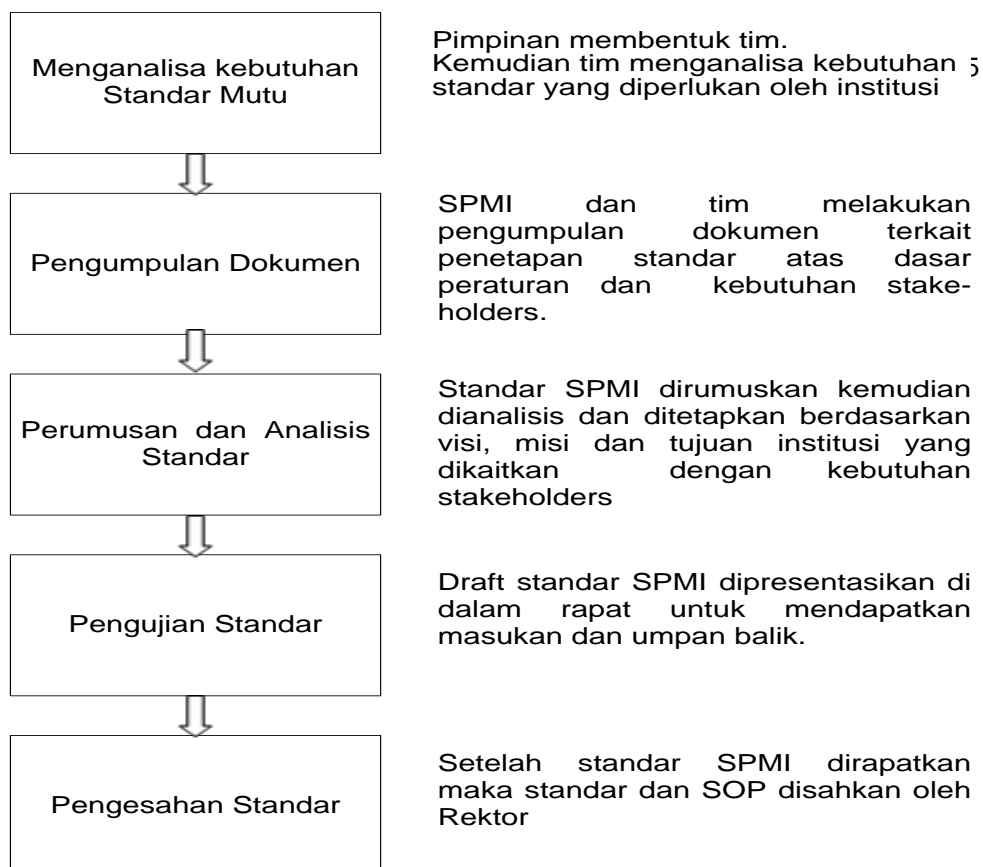 Menganalisa kebutuhan
Standar Mutu
Pimpinan membentuk tim.
Kemudian tim menganalisa kebutuhan 5
standar yang diperlukan oleh institusi
Pengumpulan Dokumen
SPMI dan tim melakukan
pengumpulan dokumen terkait
penetapan standar atas dasar
peraturan dan kebutuhan stake-
holders.
Perumusan dan Analisis
Standar
Standar SPMI dirumuskan kemudian
dianalisis dan ditetapkan berdasarkan
visi, misi dan tujuan institusi yang
dikaitkan dengan kebutuhan
stakeholders
Pengujian Standar
Draft standar SPMI dipresentasikan di
dalam rapat untuk mendapatkan
masukan dan umpan balik.
Pengesahan Standar
Setelah standar SPMI dirapatkan
maka standar dan SOP disahkan oleh
Rektor